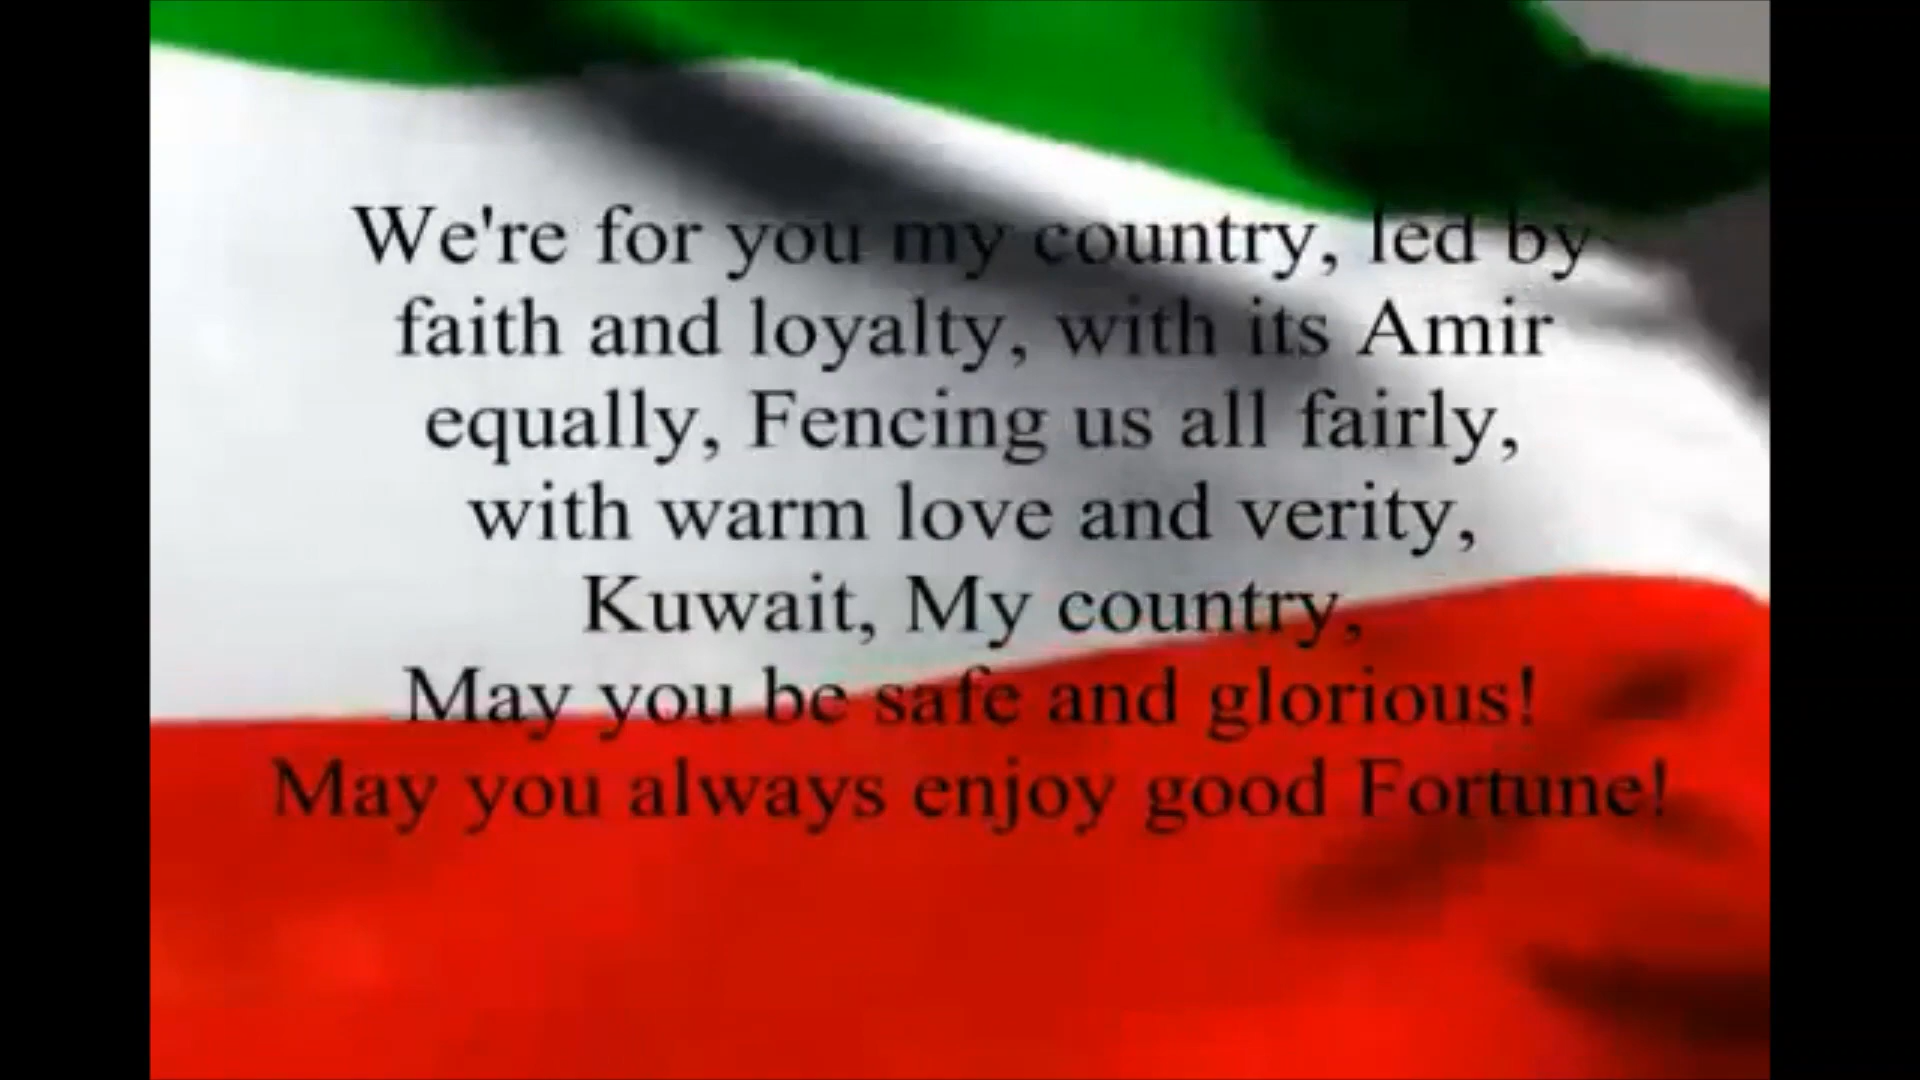 We're for you my country, led by
faith and loyalty, with its Amir
equally, Fencing us all fairly,
with warm love and verity,
Kuwait, My country,
May you be safe and glorious!
May you always enjoy good Fortune!